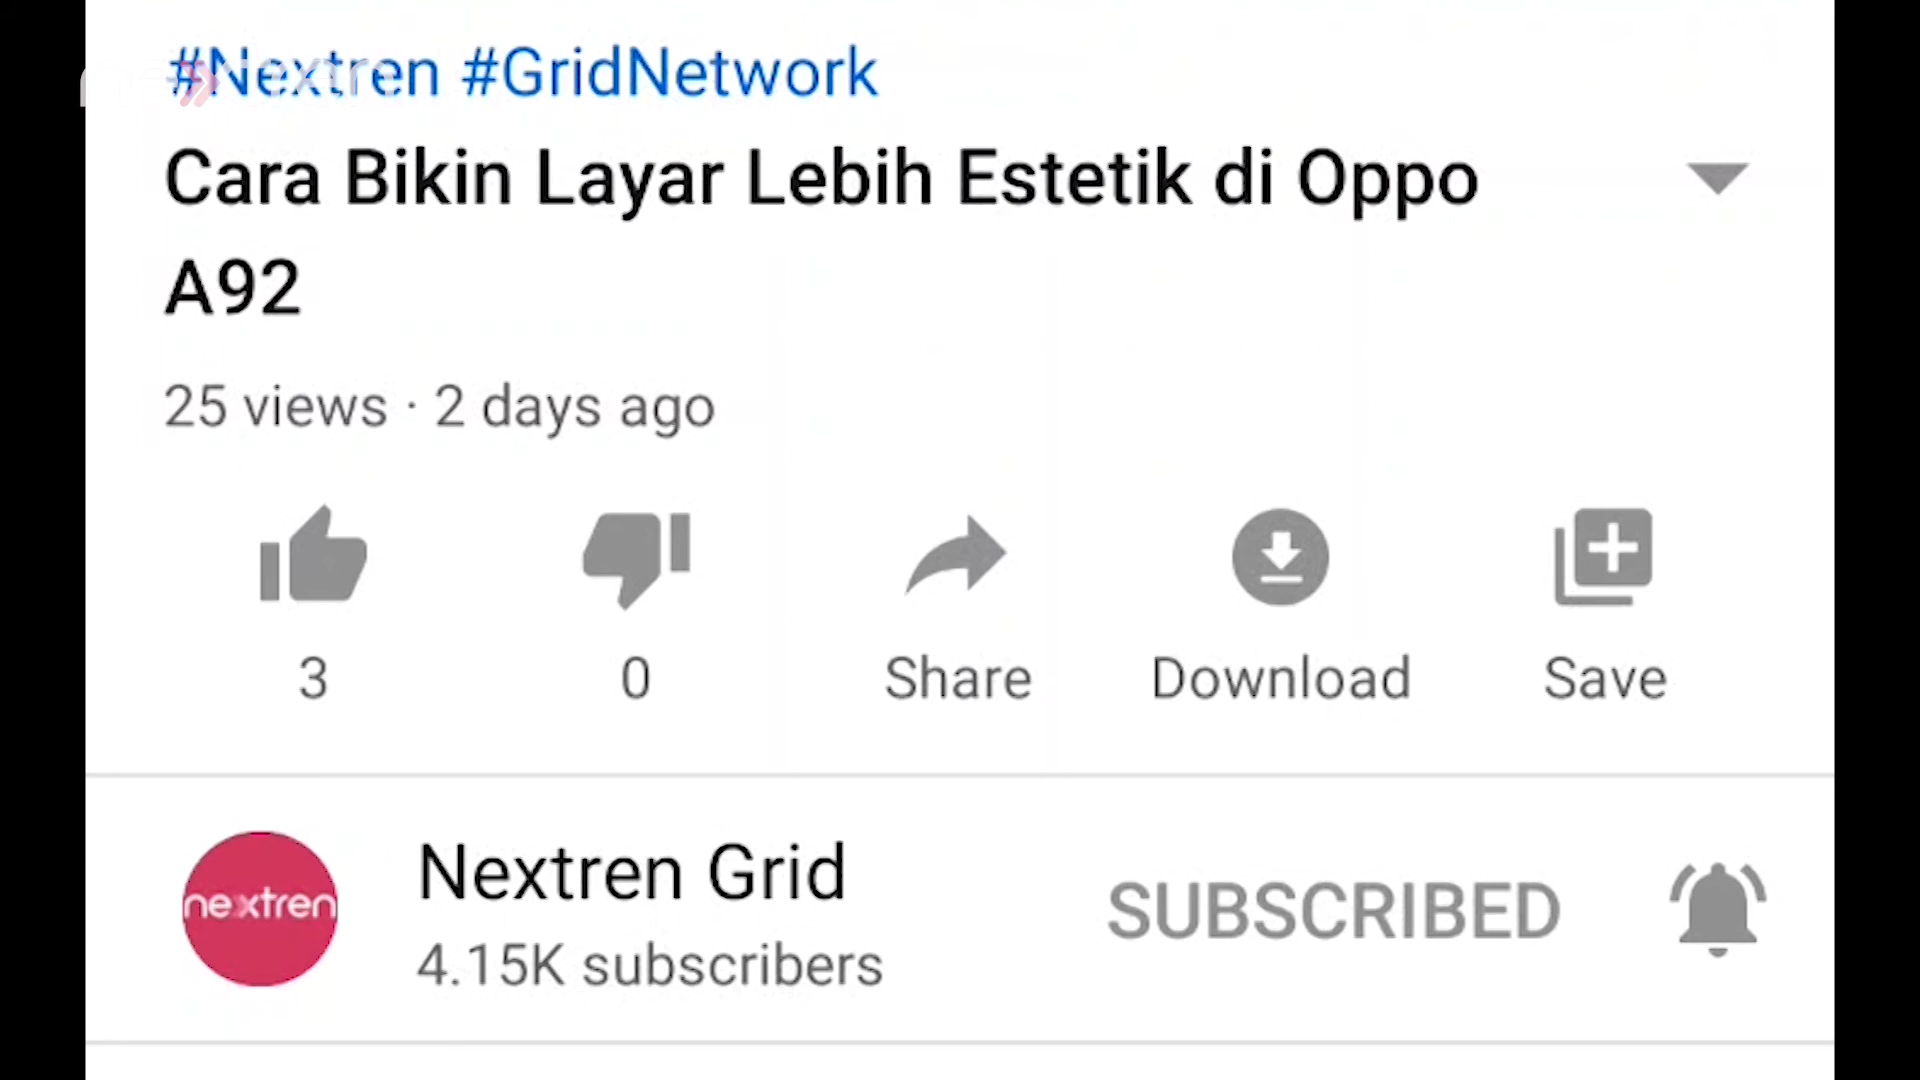 #Nextren #GridNetwork
Cara Bikin Layar Lebih Estetik di Oppo
A92
25 views · 2 days ago
3
0
Share
Download
Save
nextren
Nextren Grid
4.15K subscribers
SUBSCRIBED